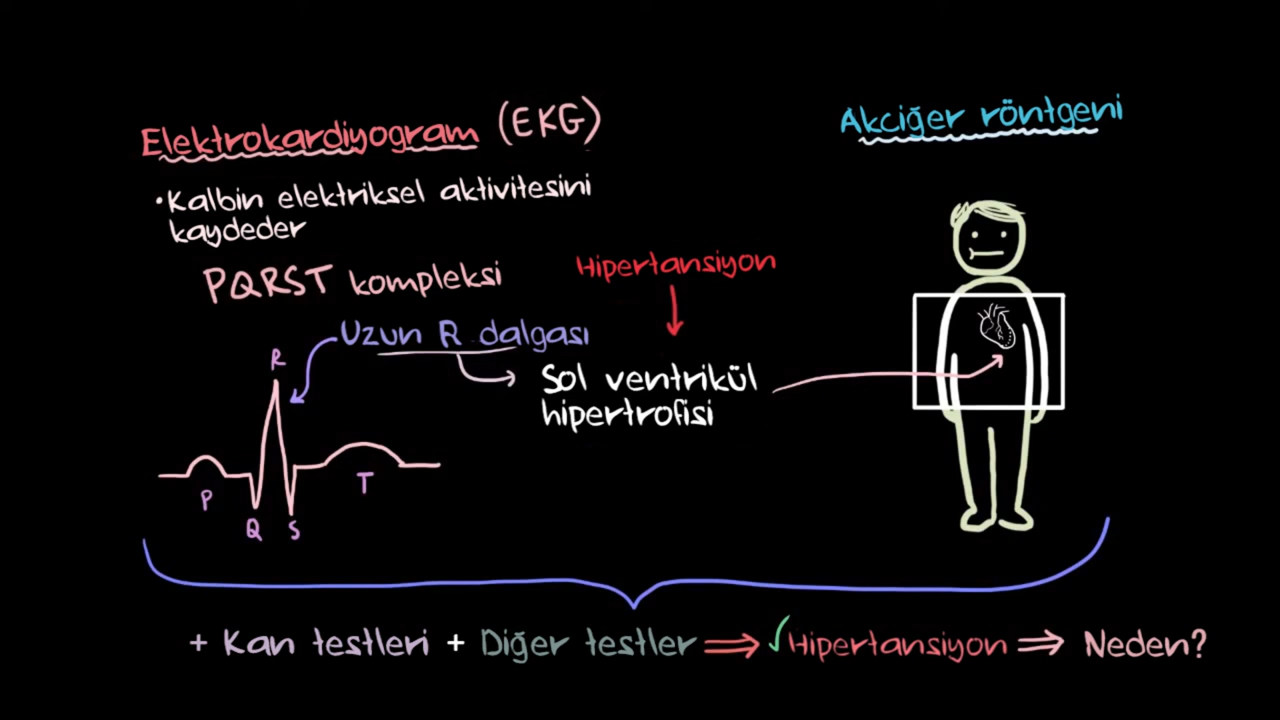 Elektrokardiyogram (EKG)
Akciğer röntgeni
•Kalbin elektriksel aktivitesini
kaydeder
PQRST kompleksi
Hipertansiyon
Uzun R dalgası
R
Sol ventrikül
hipertrofisi
P
T
Q
S
+ Kan testleri + Diğer testler ⇒ ✓Hipertansiyon ⇒ Neden?